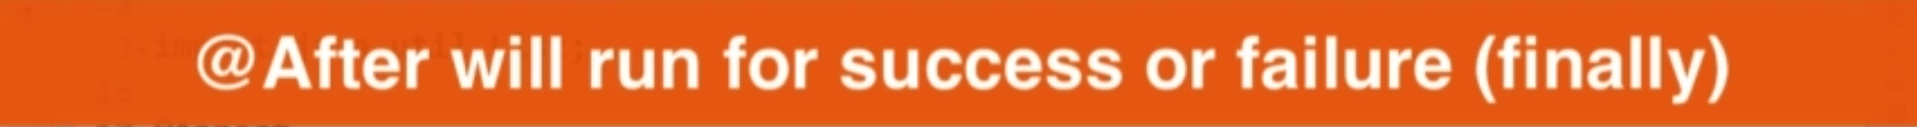 @After will run for success or failure (finally)